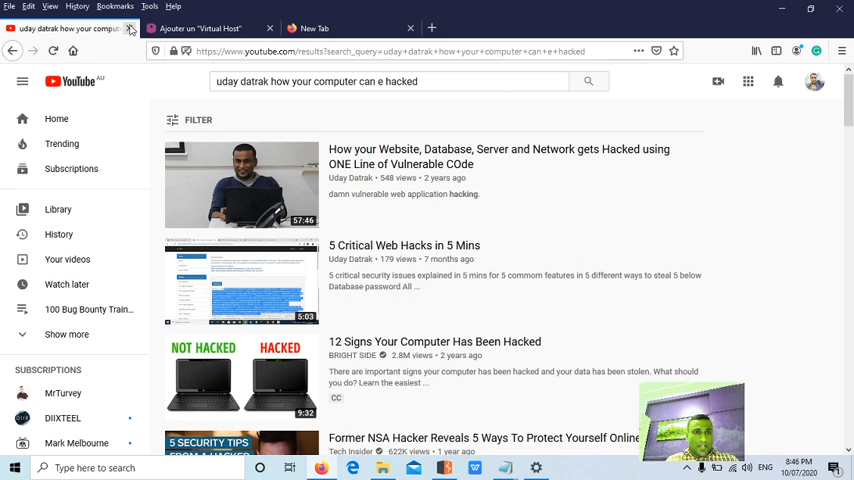 File Edit View History Bookmarks Tools Help
uday datrak how your comput
Ajouter un "Virtual Host"
New Tab
https://www.youtube.com/results?search_query=uday+datrak+how+your+computer+can+e+hacked
YouTube AU
uday datrak how your computer can e hacked
Home
Trending
Subscriptions
Library
History
Your videos
Watch later
100 Bug Bounty Train...
Show more
SUBSCRIPTIONS
MrTurvey
DIIXTEEL
Mark Melbourne
FILTER
57:46
How your Website, Database, Server and Network gets Hacked using
ONE Line of Vulnerable COde
Uday Datrak • 548 views • 2 years ago
damn vulnerable web application hacking.
5:03
5 Critical Web Hacks in 5 Mins
Uday Datrak • 179 views • 7 months ago
5 critical security issues explained in 5 mins for 5 commom features in 5 different ways to steal 5 below
Database password All ...
NOT HACKED HACKED
9:32
12 Signs Your Computer Has Been Hacked
BRIGHT SIDE • 2.8M views • 2 years ago
There are important signs your computer has been hacked and your data has been stolen. What should
you do? Learn the easiest ...
CC
5 SECURITY TIPS
Former NSA Hacker Reveals 5 Ways To Protect Yourself Online
Tech Insider • 622K views • 1 year ago
Type here to search
ENG
8:46 PM
10/07/2020